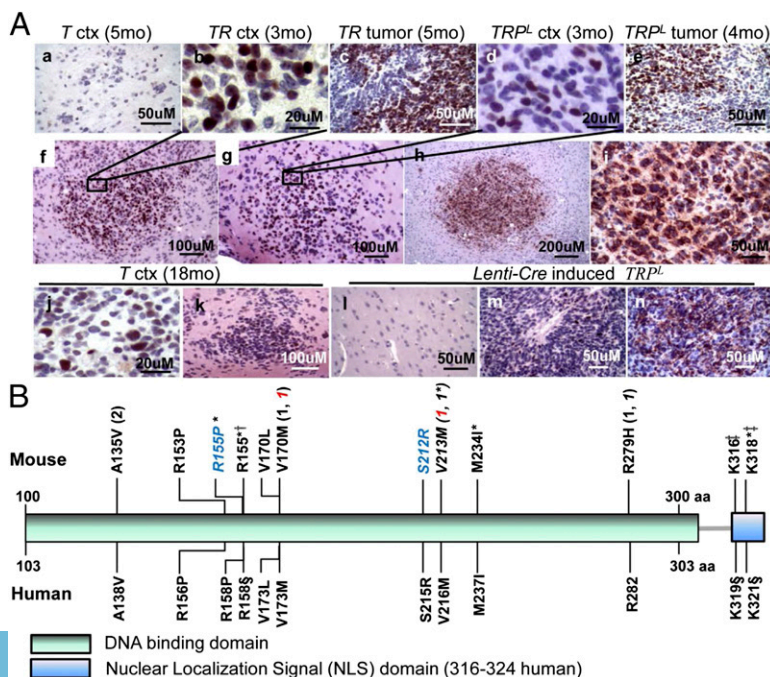 A
T ctx (5mo) TR ctx (3mo) TR tumor (5mo) TRP^L ctx (3mo) TRP^L tumor (4mo)
a b c d e
50uM 20uM 50uM 20uM 50uM
f g h i
100uM 100uM 200uM 50uM
T ctx (18mo) Lenti-Cre induced TRP^L
j k l m n
20uM 100uM 50uM 50uM 50uM
B
Mouse
A135V (2)
R153P
R155P*
R155*†
V170L
V170M (1, 1)
S212R
V213M (1, 1*)
M234I*
R279H (1, 1)
K316‡
K318*‡
100 300 aa
103 303 aa
Human
A138V
R156P
R158P
R158§
V173L
V173M
S215R
V216M
M237I
R282
K319§
K321§
DNA binding domain
Nuclear Localization Signal (NLS) domain (316-324 human)